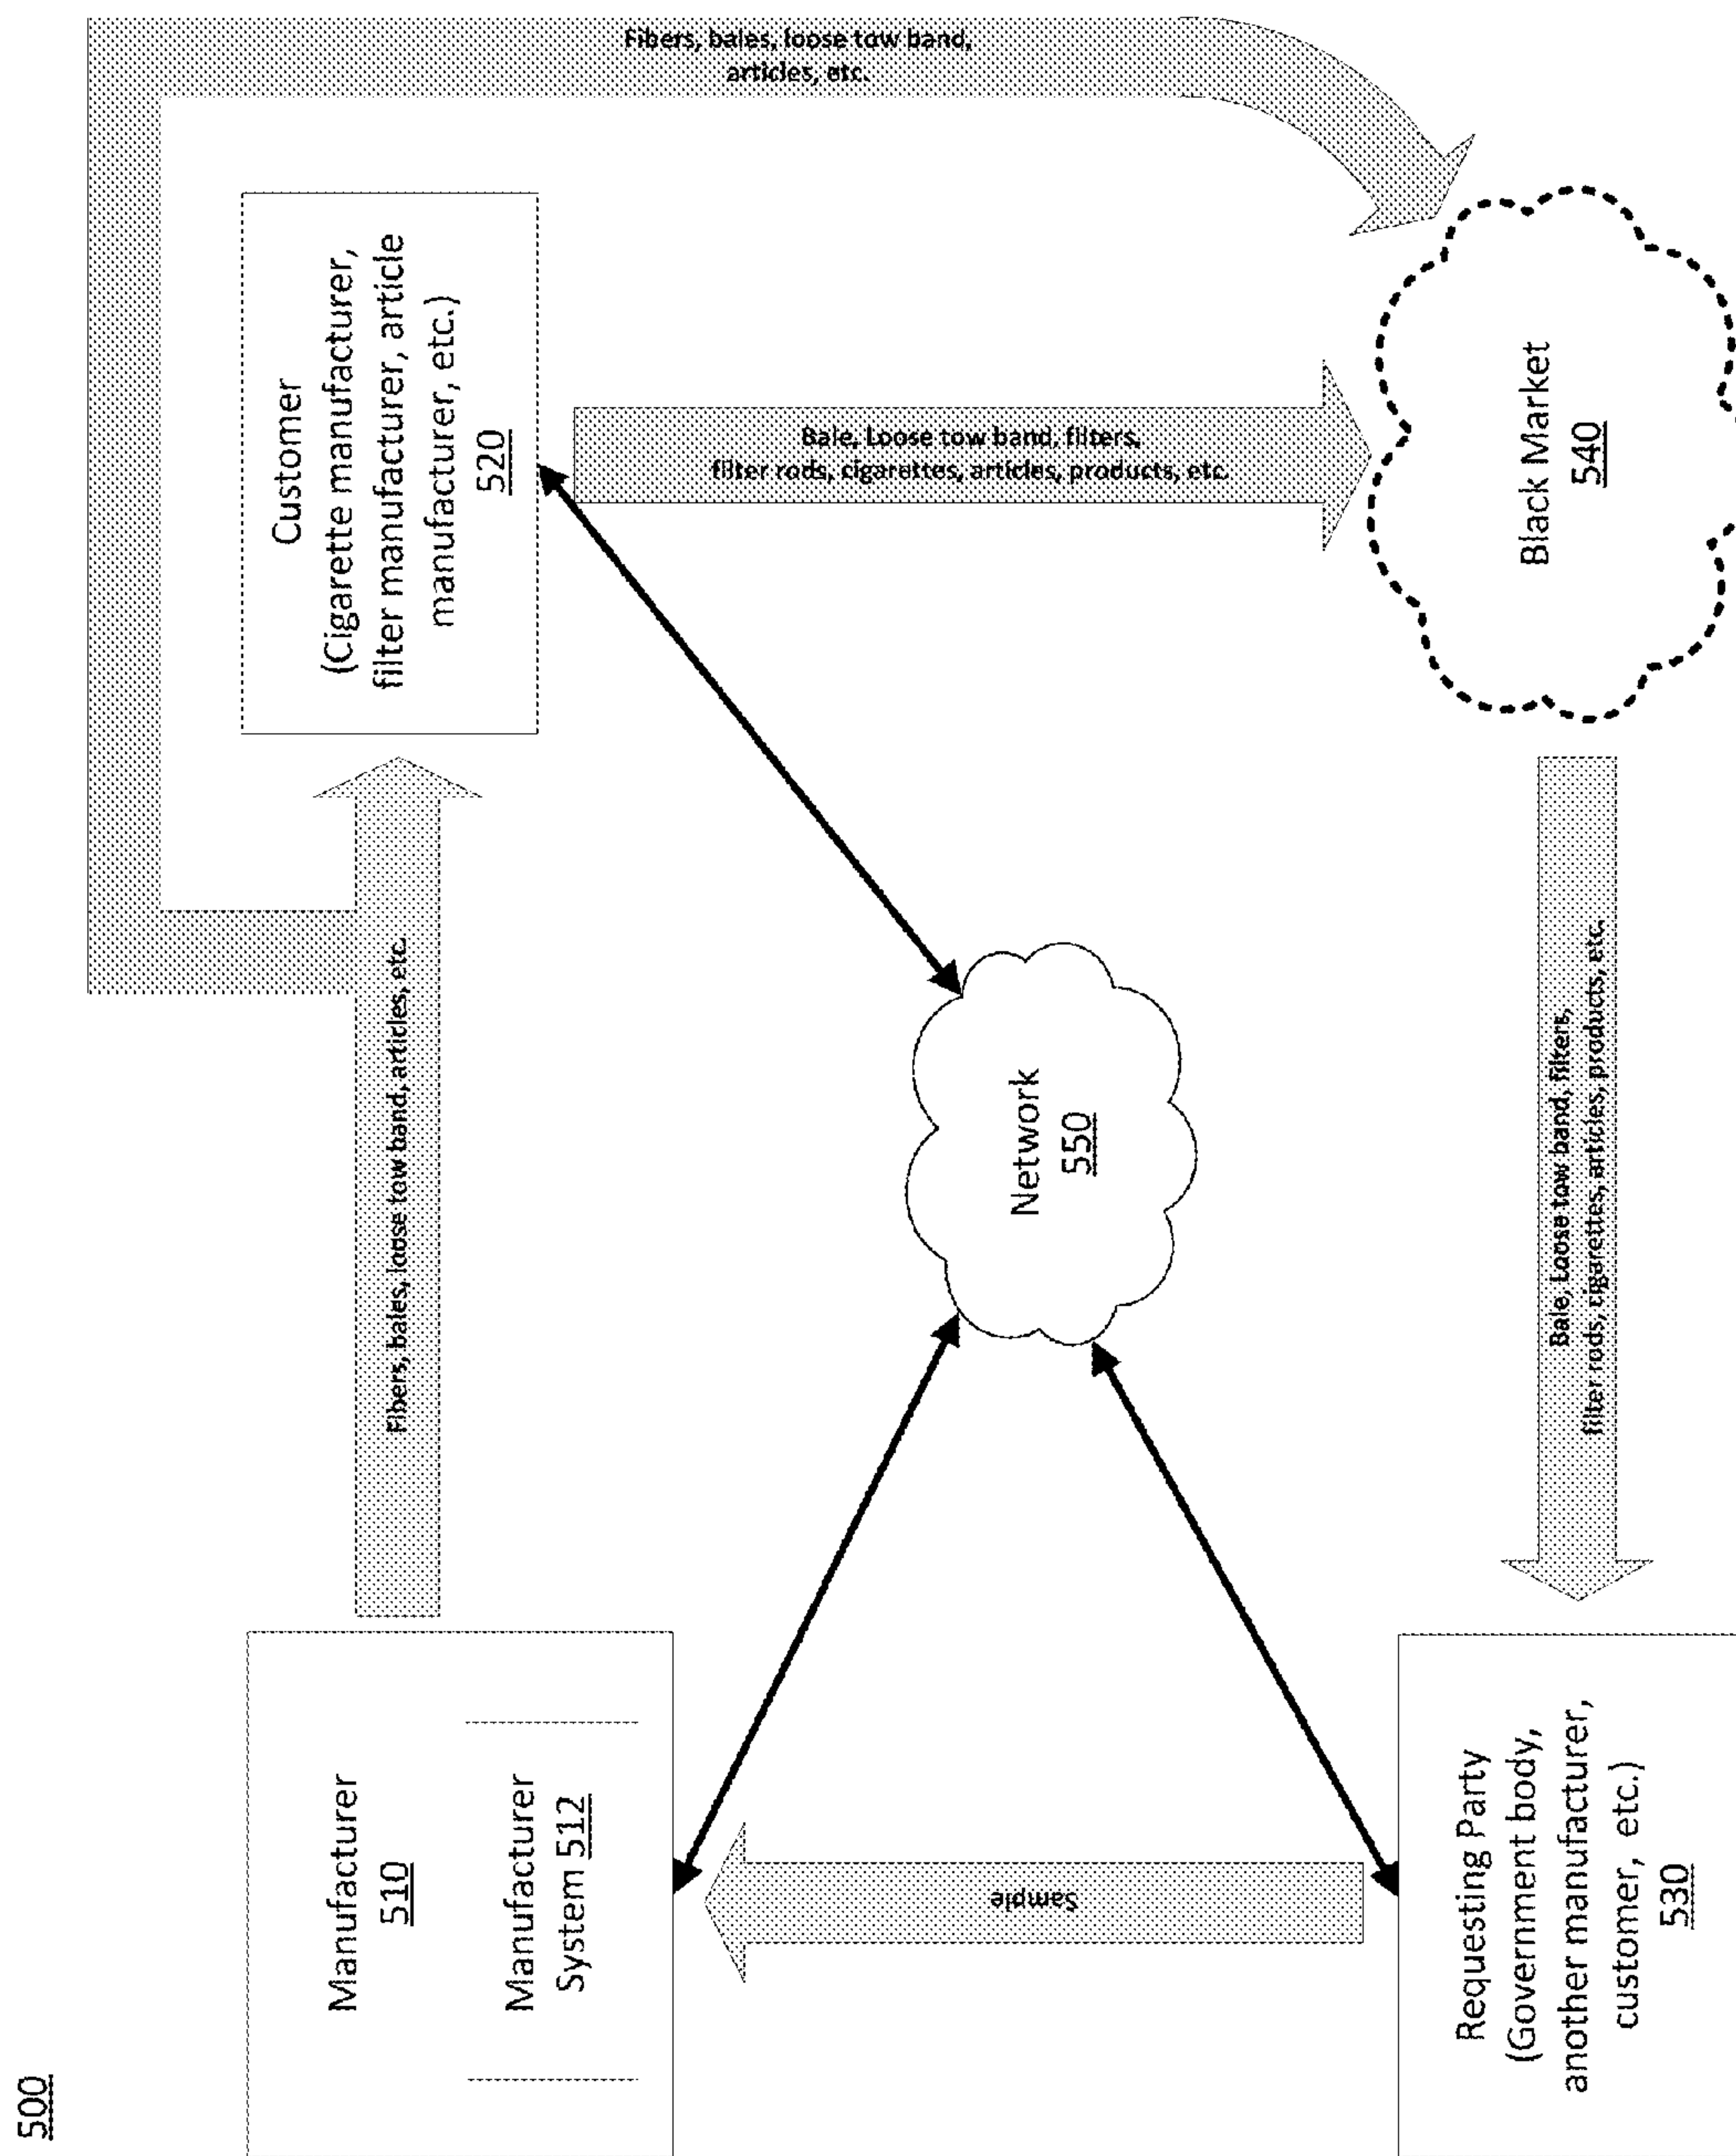 500
Manufacturer
510
Manufacturer
System 512
Fibers, bales, loose tow band, articles, etc.
Customer
(Cigarette manufacturer,
filter manufacturer, article
manufacturer, etc.)
520
Fibers, bales, loose tow band,
articles, etc.
Bale, Loose tow band, filters,
filter rods, cigarettes, articles, products, etc.
Network
550
Sample
Requesting Party
(Government body,
another manufacturer,
customer, etc.)
530
Bale, Loose tow band, filters,
filter rods, cigarettes, articles, products, etc.
Black Market
540